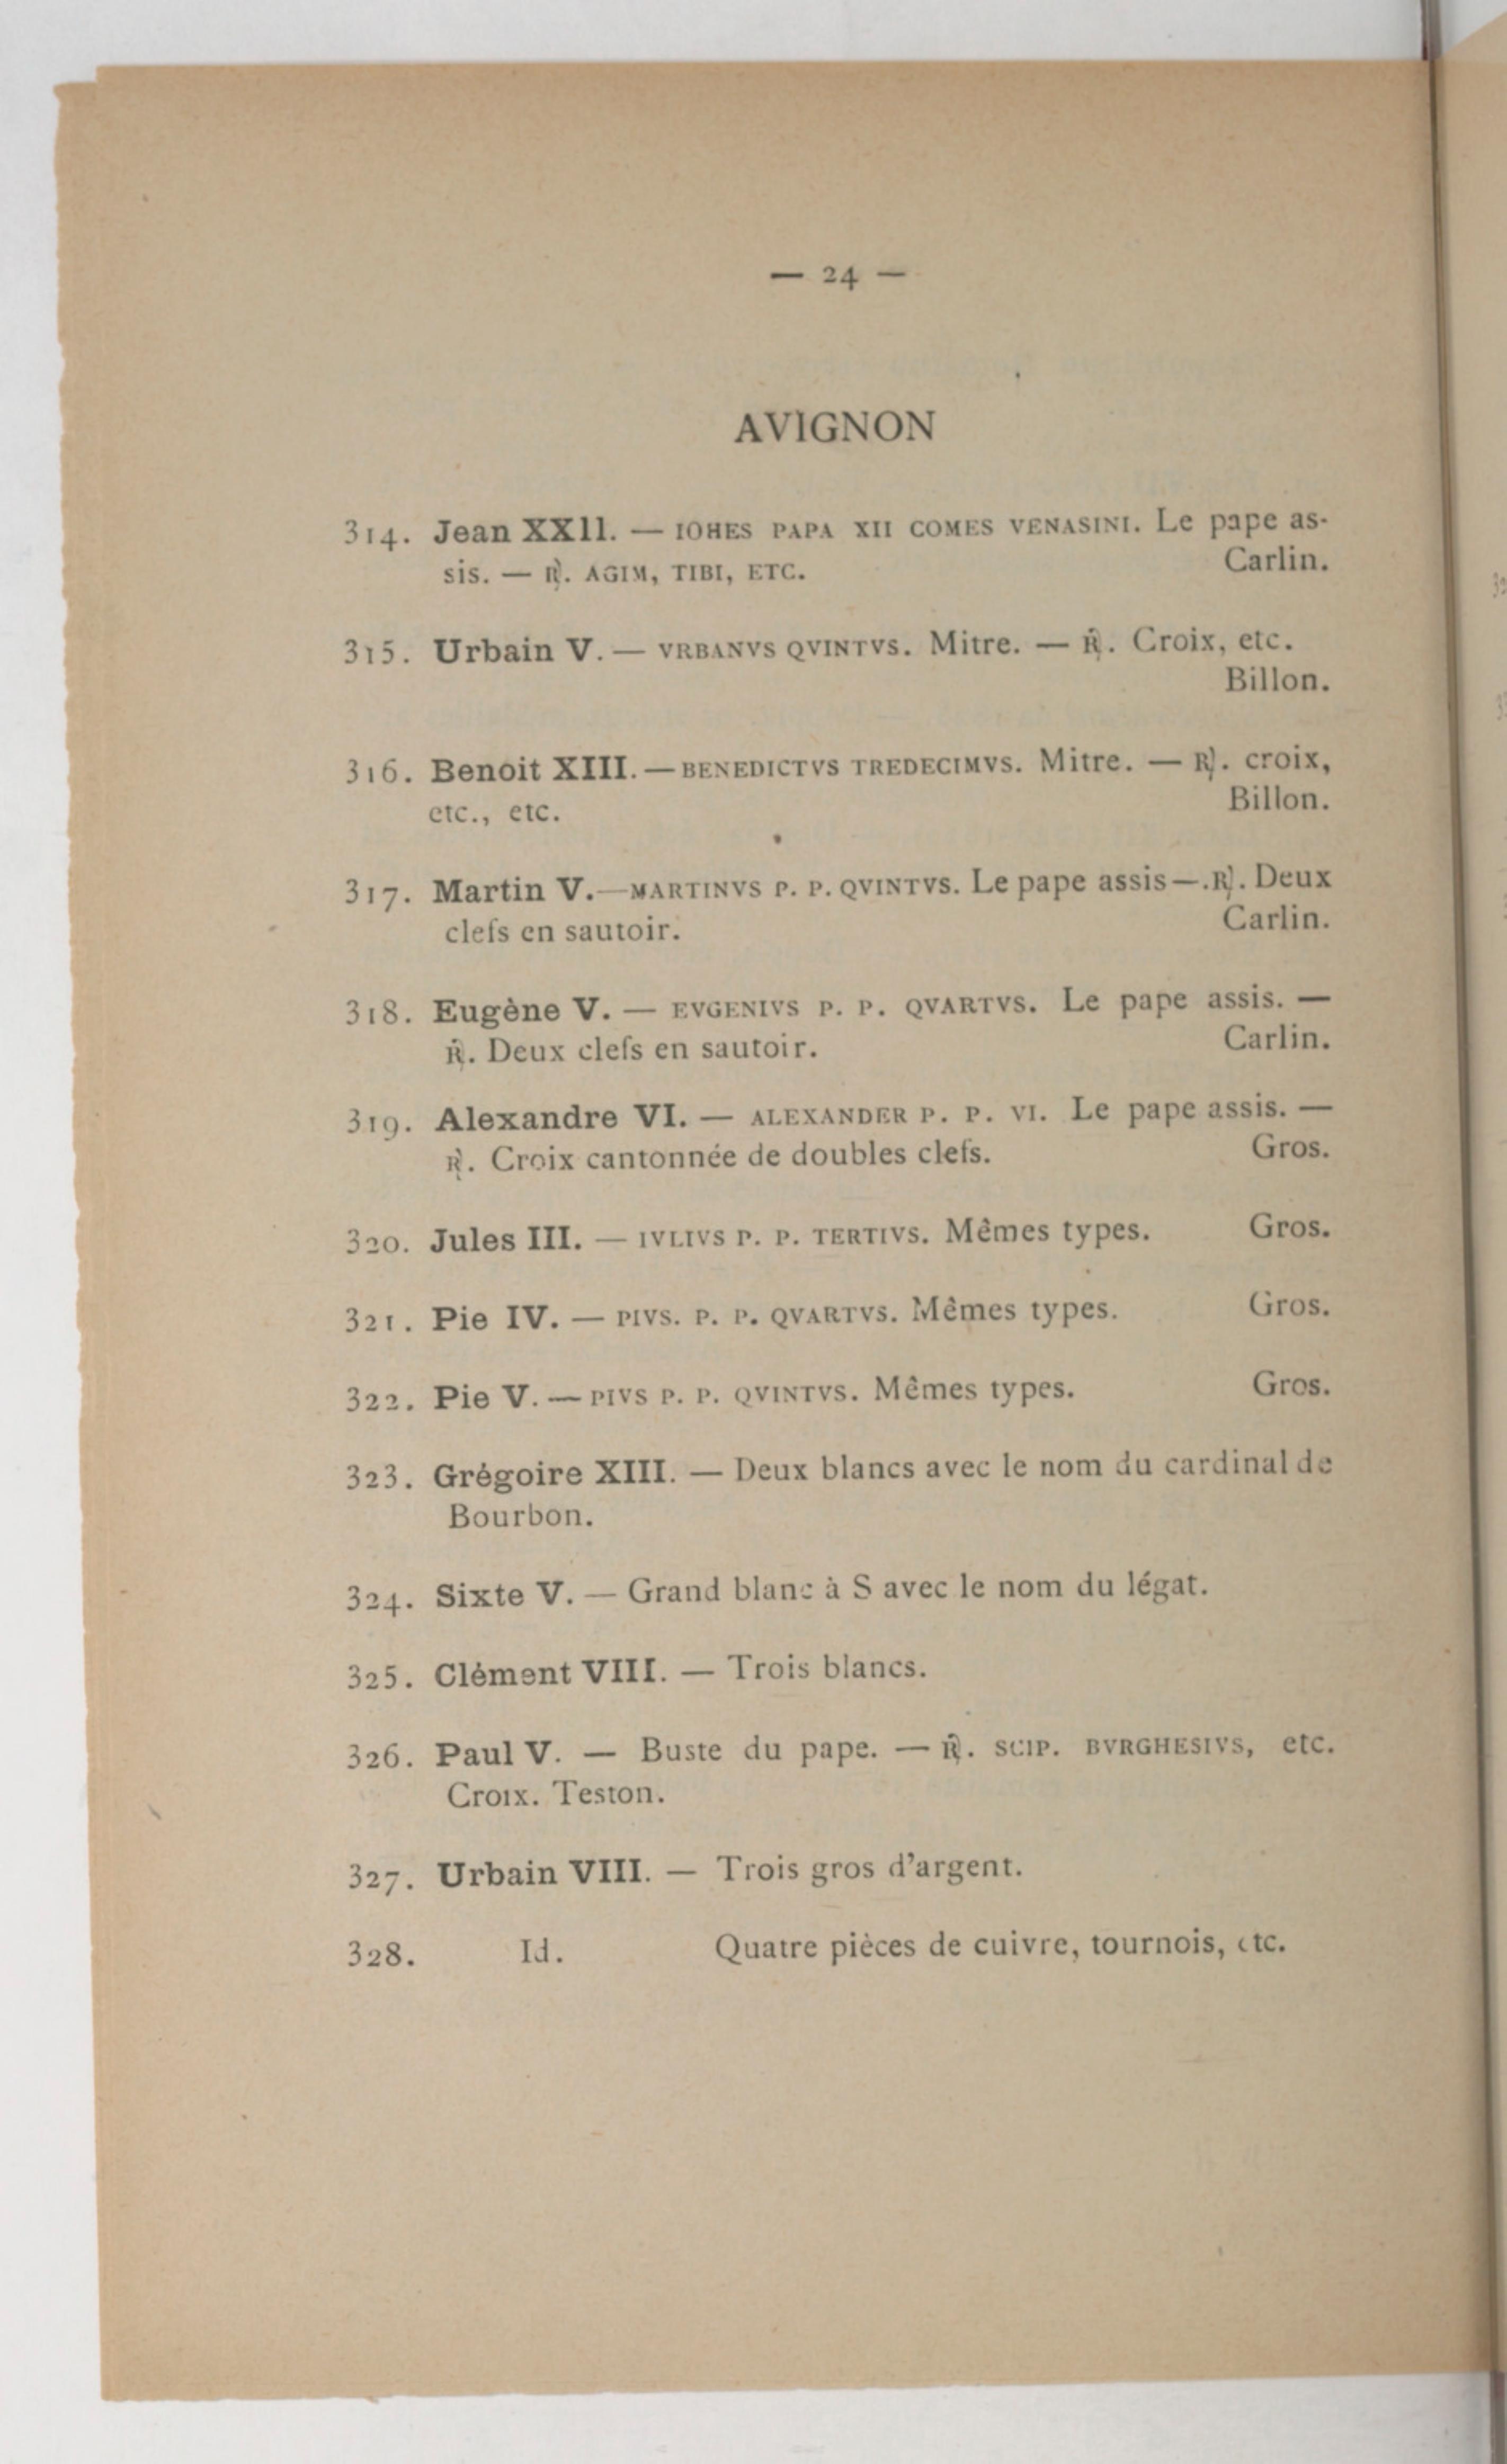 — 24 —
AVIGNON
314. Jean XXII. — IOHES PAPA XII COMES VENASINI. Le pape as-
sis. — ℟. AGIM, TIBI, ETC. Carlin.
315. Urbain V. — VRBANVS QVINTVS. Mitre. — ℟. Croix, etc.
Billon.
316. Benoit XIII. — BENEDICTVS TREDECIMVS. Mitre. — ℟. croix,
etc., etc. Billon.
317. Martin V. — MARTINVS P. P. QVINTVS. Le pape assis —. ℟. Deux
clefs en sautoir. Carlin.
318. Eugène V. — EVGENIVS P. P. QVARTVS. Le pape assis. —
℟. Deux clefs en sautoir. Carlin.
319. Alexandre VI. — ALEXANDER P. P. VI. Le pape assis. —
℟. Croix cantonnée de doubles clefs. Gros.
320. Jules III. — IVLIVS P. P. TERTIVS. Mêmes types. Gros.
321. Pie IV. — PIVS. P. P. QVARTVS. Mêmes types. Gros.
322. Pie V. — PIVS P. P. QVINTVS. Mêmes types. Gros.
323. Grégoire XIII. — Deux blancs avec le nom du cardinal de
Bourbon.
324. Sixte V. — Grand blanc à S avec le nom du légat.
325. Clément VIII. — Trois blancs.
326. Paul V. — Buste du pape. — ℟. SCIP. BVRGHESIVS, etc.
Croix. Teston.
327. Urbain VIII. — Trois gros d'argent.
328. Id. Quatre pièces de cuivre, tournois, etc.